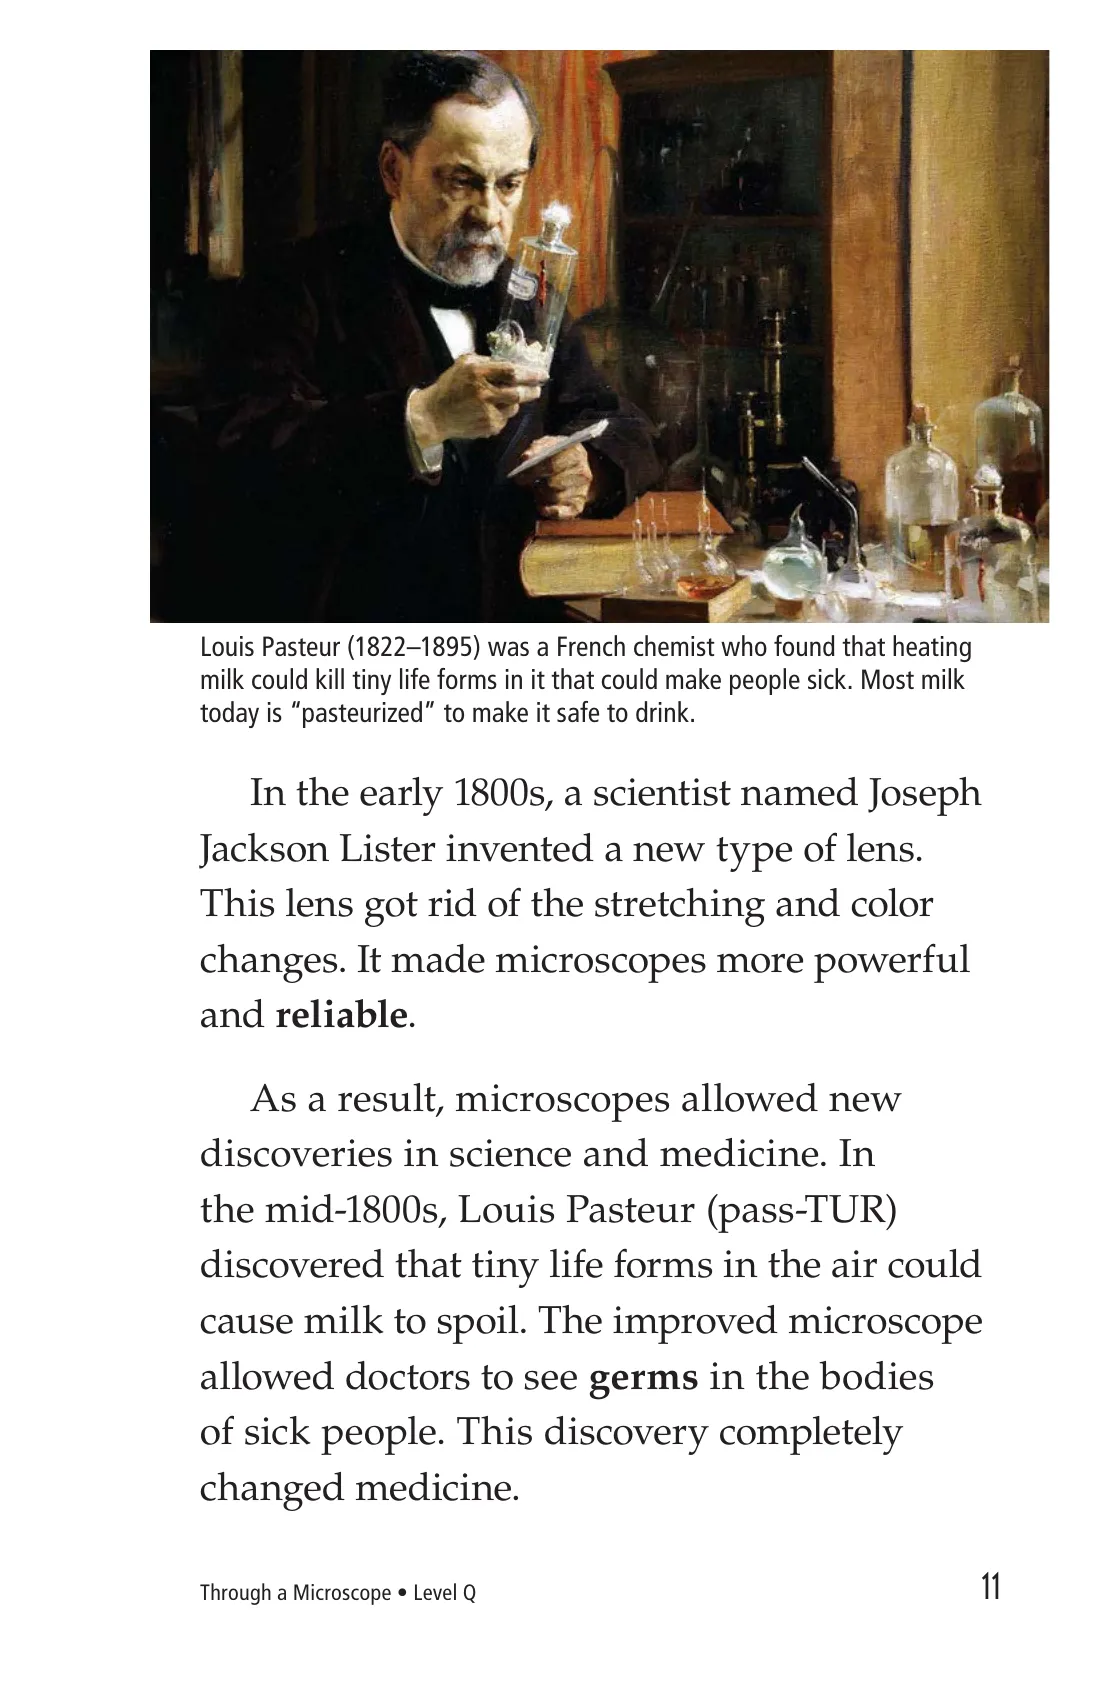 Louis Pasteur (1822–1895) was a French chemist who found that heating
milk could kill tiny life forms in it that could make people sick. Most milk
today is “pasteurized” to make it safe to drink.
In the early 1800s, a scientist named Joseph
Jackson Lister invented a new type of lens.
This lens got rid of the stretching and color
changes. It made microscopes more powerful
and reliable.
As a result, microscopes allowed new
discoveries in science and medicine. In
the mid-1800s, Louis Pasteur (pass-TUR)
discovered that tiny life forms in the air could
cause milk to spoil. The improved microscope
allowed doctors to see germs in the bodies
of sick people. This discovery completely
changed medicine.
Through a Microscope • Level Q
11